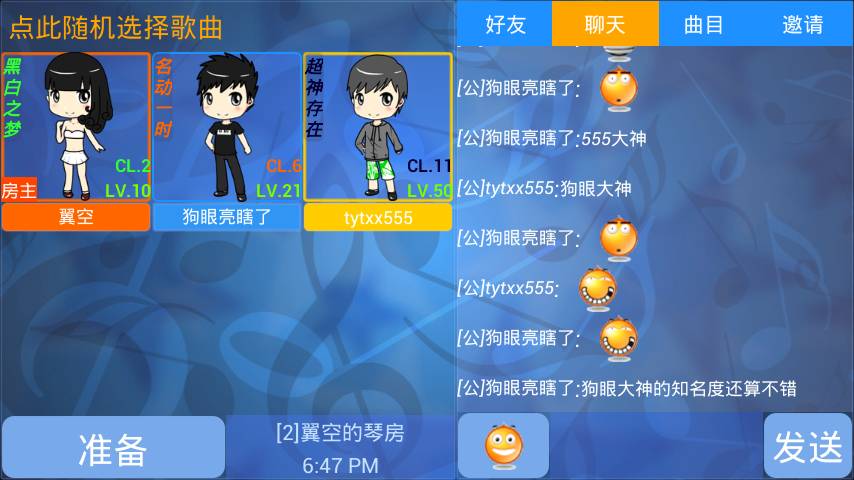 点此随机选择歌曲
黑白之梦
CL.2
房主
LV.10
翼空
名动一时
CL.6
LV.21
狗眼亮瞎了
超神存在
CL.11
LV.50
tytxx555
准备
[2]翼空的琴房
6:47 PM
好友 聊天 曲目 邀请
[公]狗眼亮瞎了:
[公]狗眼亮瞎了:555大神
[公]tytxx555:狗眼大神
[公]狗眼亮瞎了:
[公]tytxx555:
[公]狗眼亮瞎了:
[公]狗眼亮瞎了:狗眼大神的知名度还算不错
发送